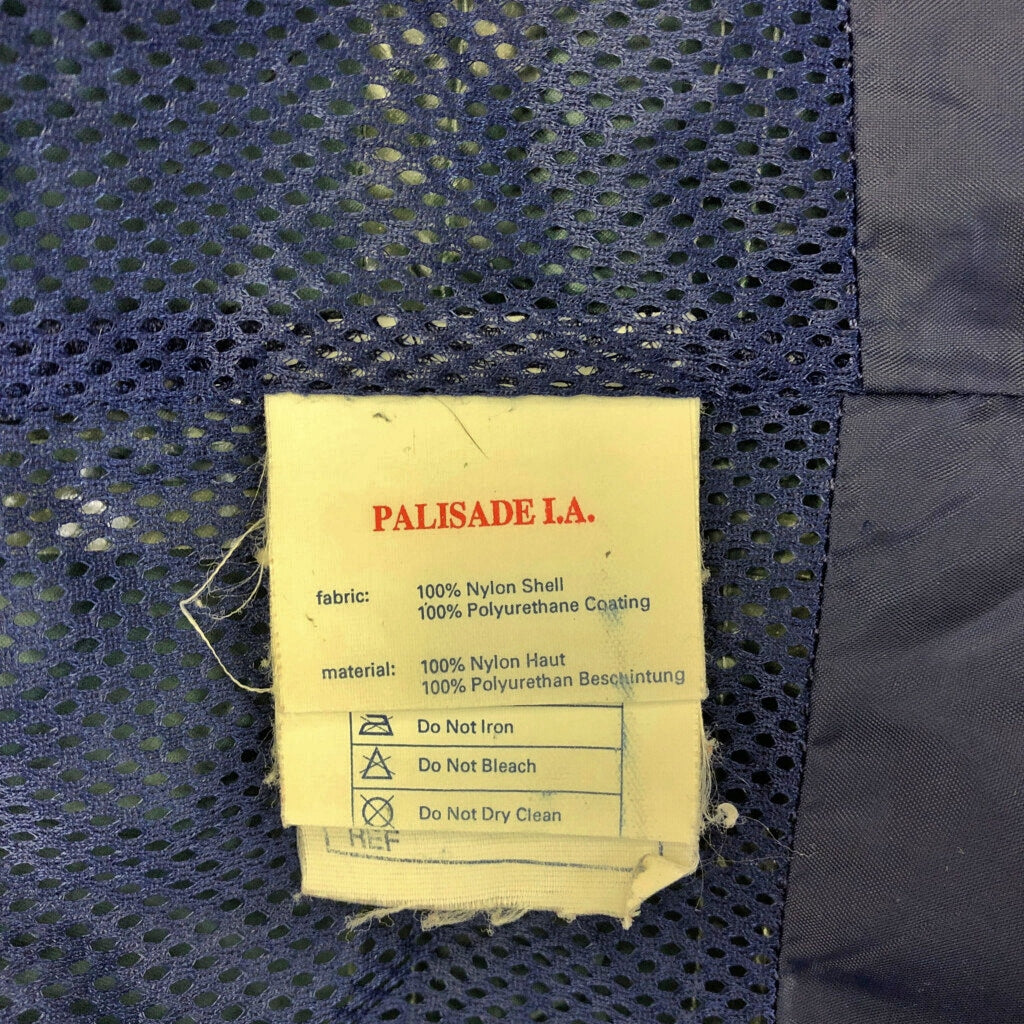 PALISADE I.A.
fabric: 100% Nylon Shell
100% Polyurethane Coating
material: 100% Nylon Haut
100% Polyurethan Beschintung
Do Not Iron
Do Not Bleach
Do Not Dry Clean
REF